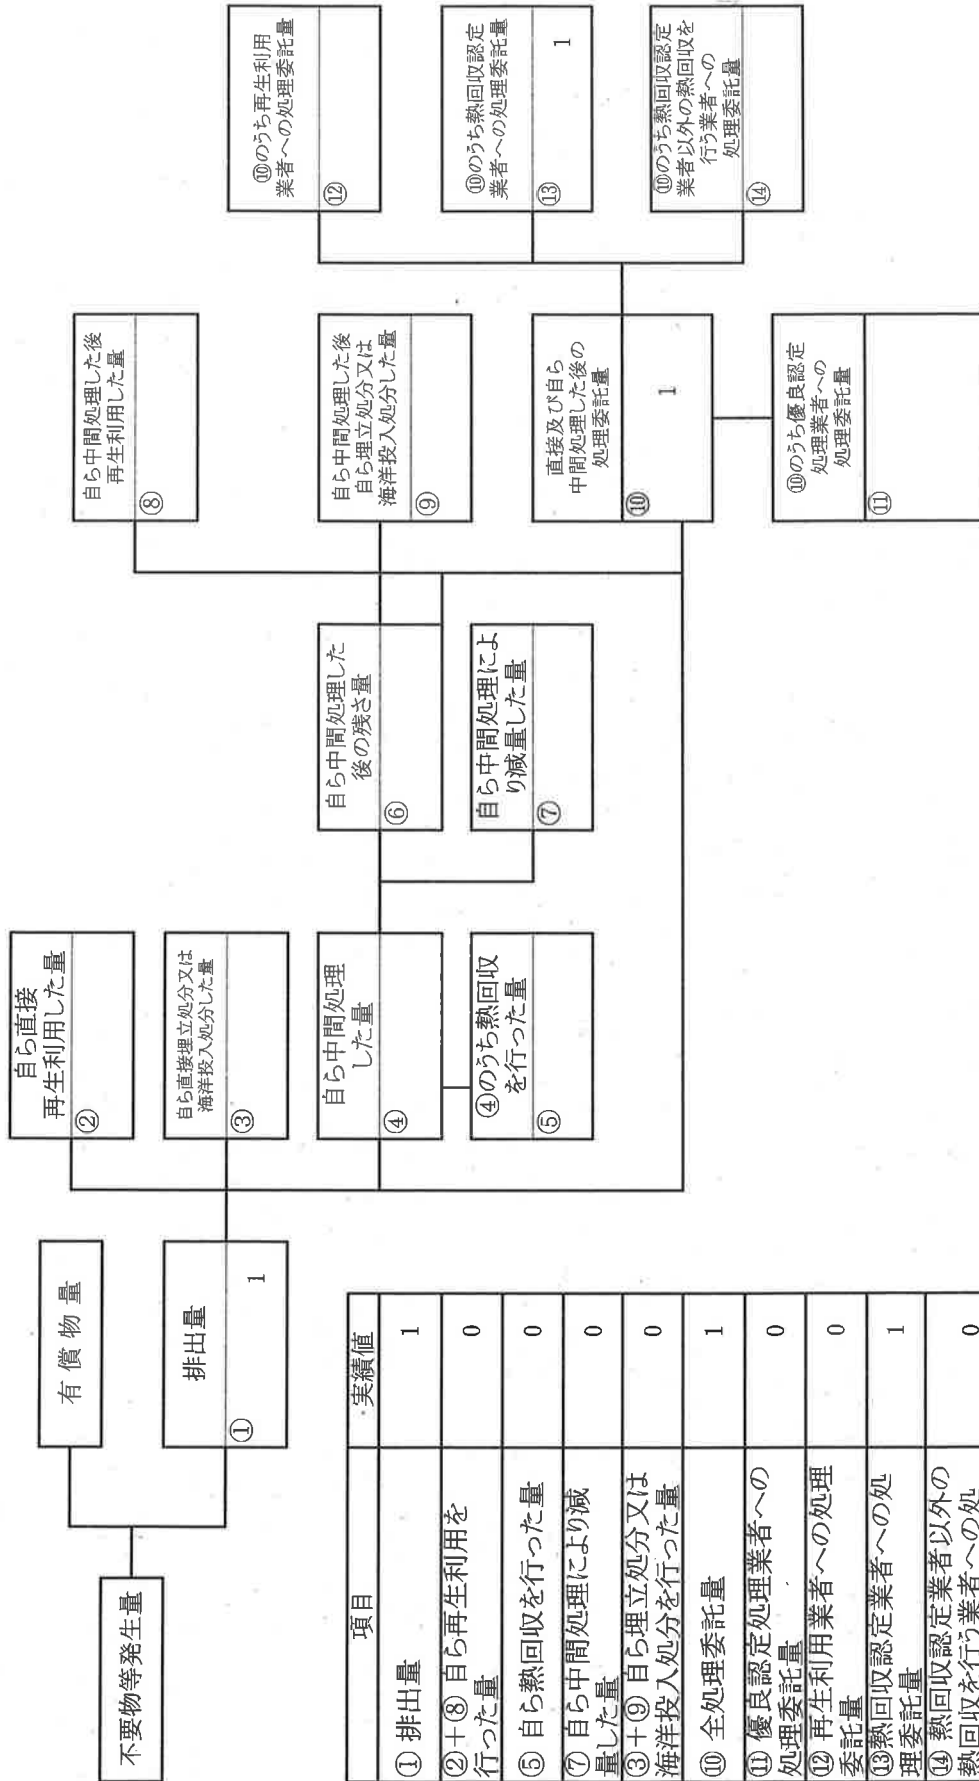 不要物等発生量
有償物量
排出量
①
1
自ら直接
再生利用した量
②
自ら直接埋立処分又は
海洋投入処分した量
③
自ら中間処理
した量
④
④のうち熱回収
を行った量
⑤
自ら中間処理した
後の残さ量
⑥
自ら中間処理によ
り減量した量
⑦
自ら中間処理した後
再生利用した量
⑧
自ら中間処理した後
自ら埋立処分又は
海洋投入処分した量
⑨
直接及び自ら
中間処理した後の
処理委託量
⑩
1
⑩のうち優良認定
処理業者への
処理委託量
⑪
⑩のうち再生利用
業者への処理委託量
⑫
⑩のうち熱回収認定
業者への処理委託量
⑬
1
⑩のうち熱回収認定
業者以外の熱回収を
行う業者への
処理委託量
⑭
項目 実績値
① 排出量 1
②+⑧ 自ら再生利用を
行った量 0
⑤ 自ら熱回収を行った量 0
⑦ 自ら中間処理により減
量した量 0
③+⑨ 自ら埋立処分又は
海洋投入処分を行った量 0
⑩ 全処理委託量 1
⑪ 優良認定処理業者への
処理委託量 0
⑫ 再生利用業者への処理
委託量 0
⑬熱回収認定業者への処
理委託量 1
⑭ 熱回収認定業者以外の
熱回収を行う業者への処 0